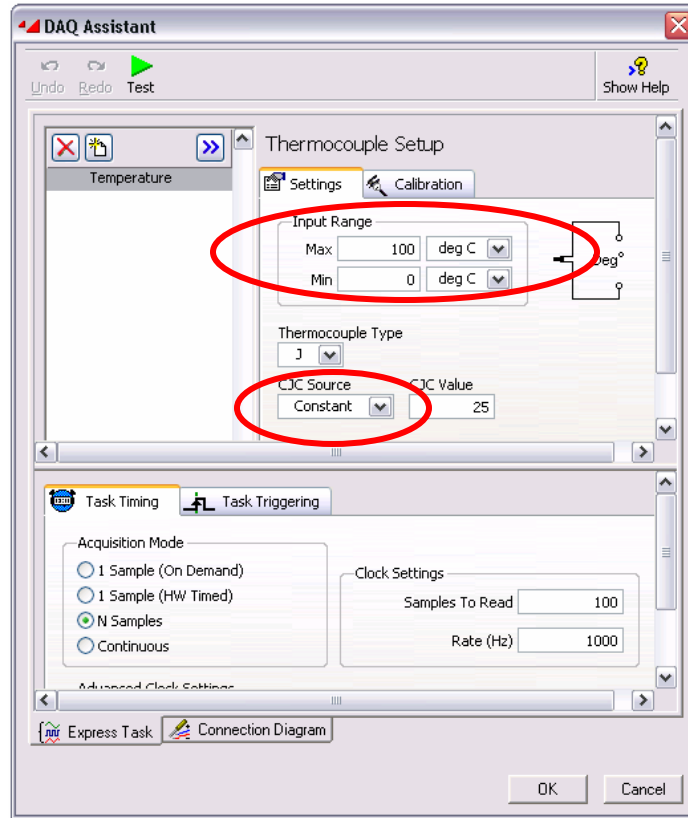 DAQ Assistant
Undo Redo Test Show Help
Temperature
Thermocouple Setup
Settings Calibration
Input Range
Max 100 deg C
Min 0 deg C
Deg°
Thermocouple Type
J
CJC Source CJC Value
Constant 25
Task Timing Task Triggering
Acquisition Mode
1 Sample (On Demand)
1 Sample (HW Timed)
N Samples
Continuous
Clock Settings
Samples To Read 100
Rate (Hz) 1000
Advanced Clock Settings
Express Task Connection Diagram
OK Cancel